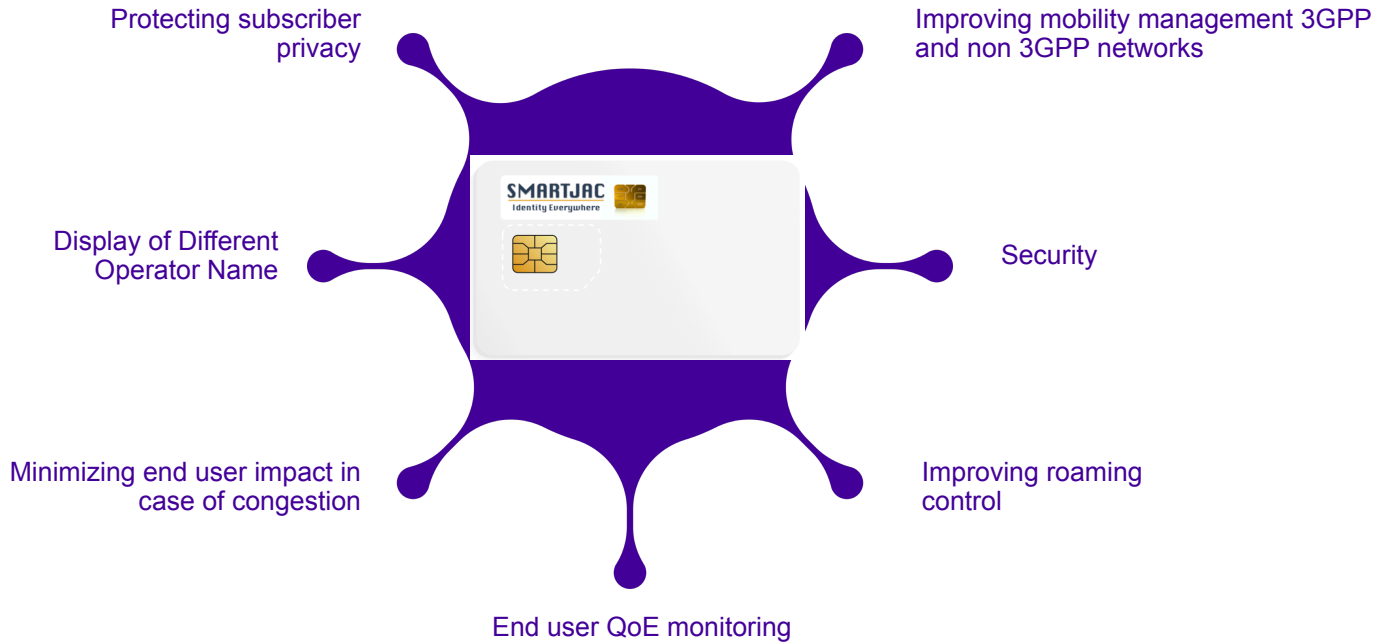 Protecting subscriber
privacy
Improving mobility management 3GPP
and non 3GPP networks
SMARTJAC
Identity Everywhere
Display of Different
Operator Name
Security
Minimizing end user impact in
case of congestion
Improving roaming
control
End user QoE monitoring